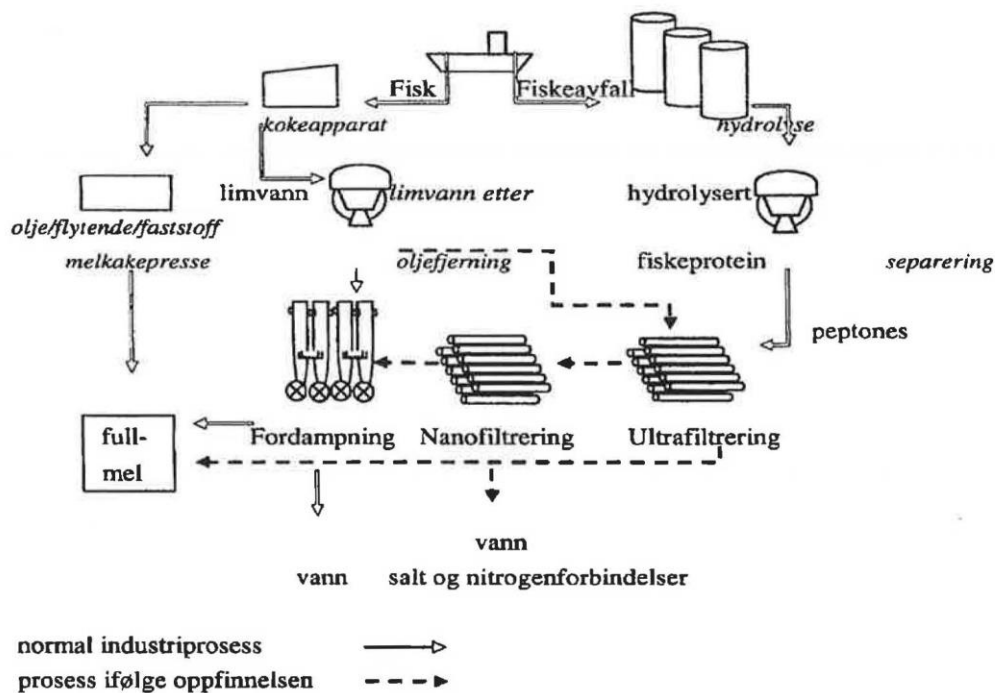 Fisk
Fiskeavfall
kokeapparat
hydrolyse
limvann
limvann etter
hydrolysert
olje/flytende/faststoff
melkakepresse
oljefjerning
fiskeprotein
separering
peptones
full-
mel
Fordampning
Nanofiltrering
Ultrafiltrering
vann
vann
salt og nitrogenforbindelser
normal industriprosess
prosess ifølge oppfinnelsen